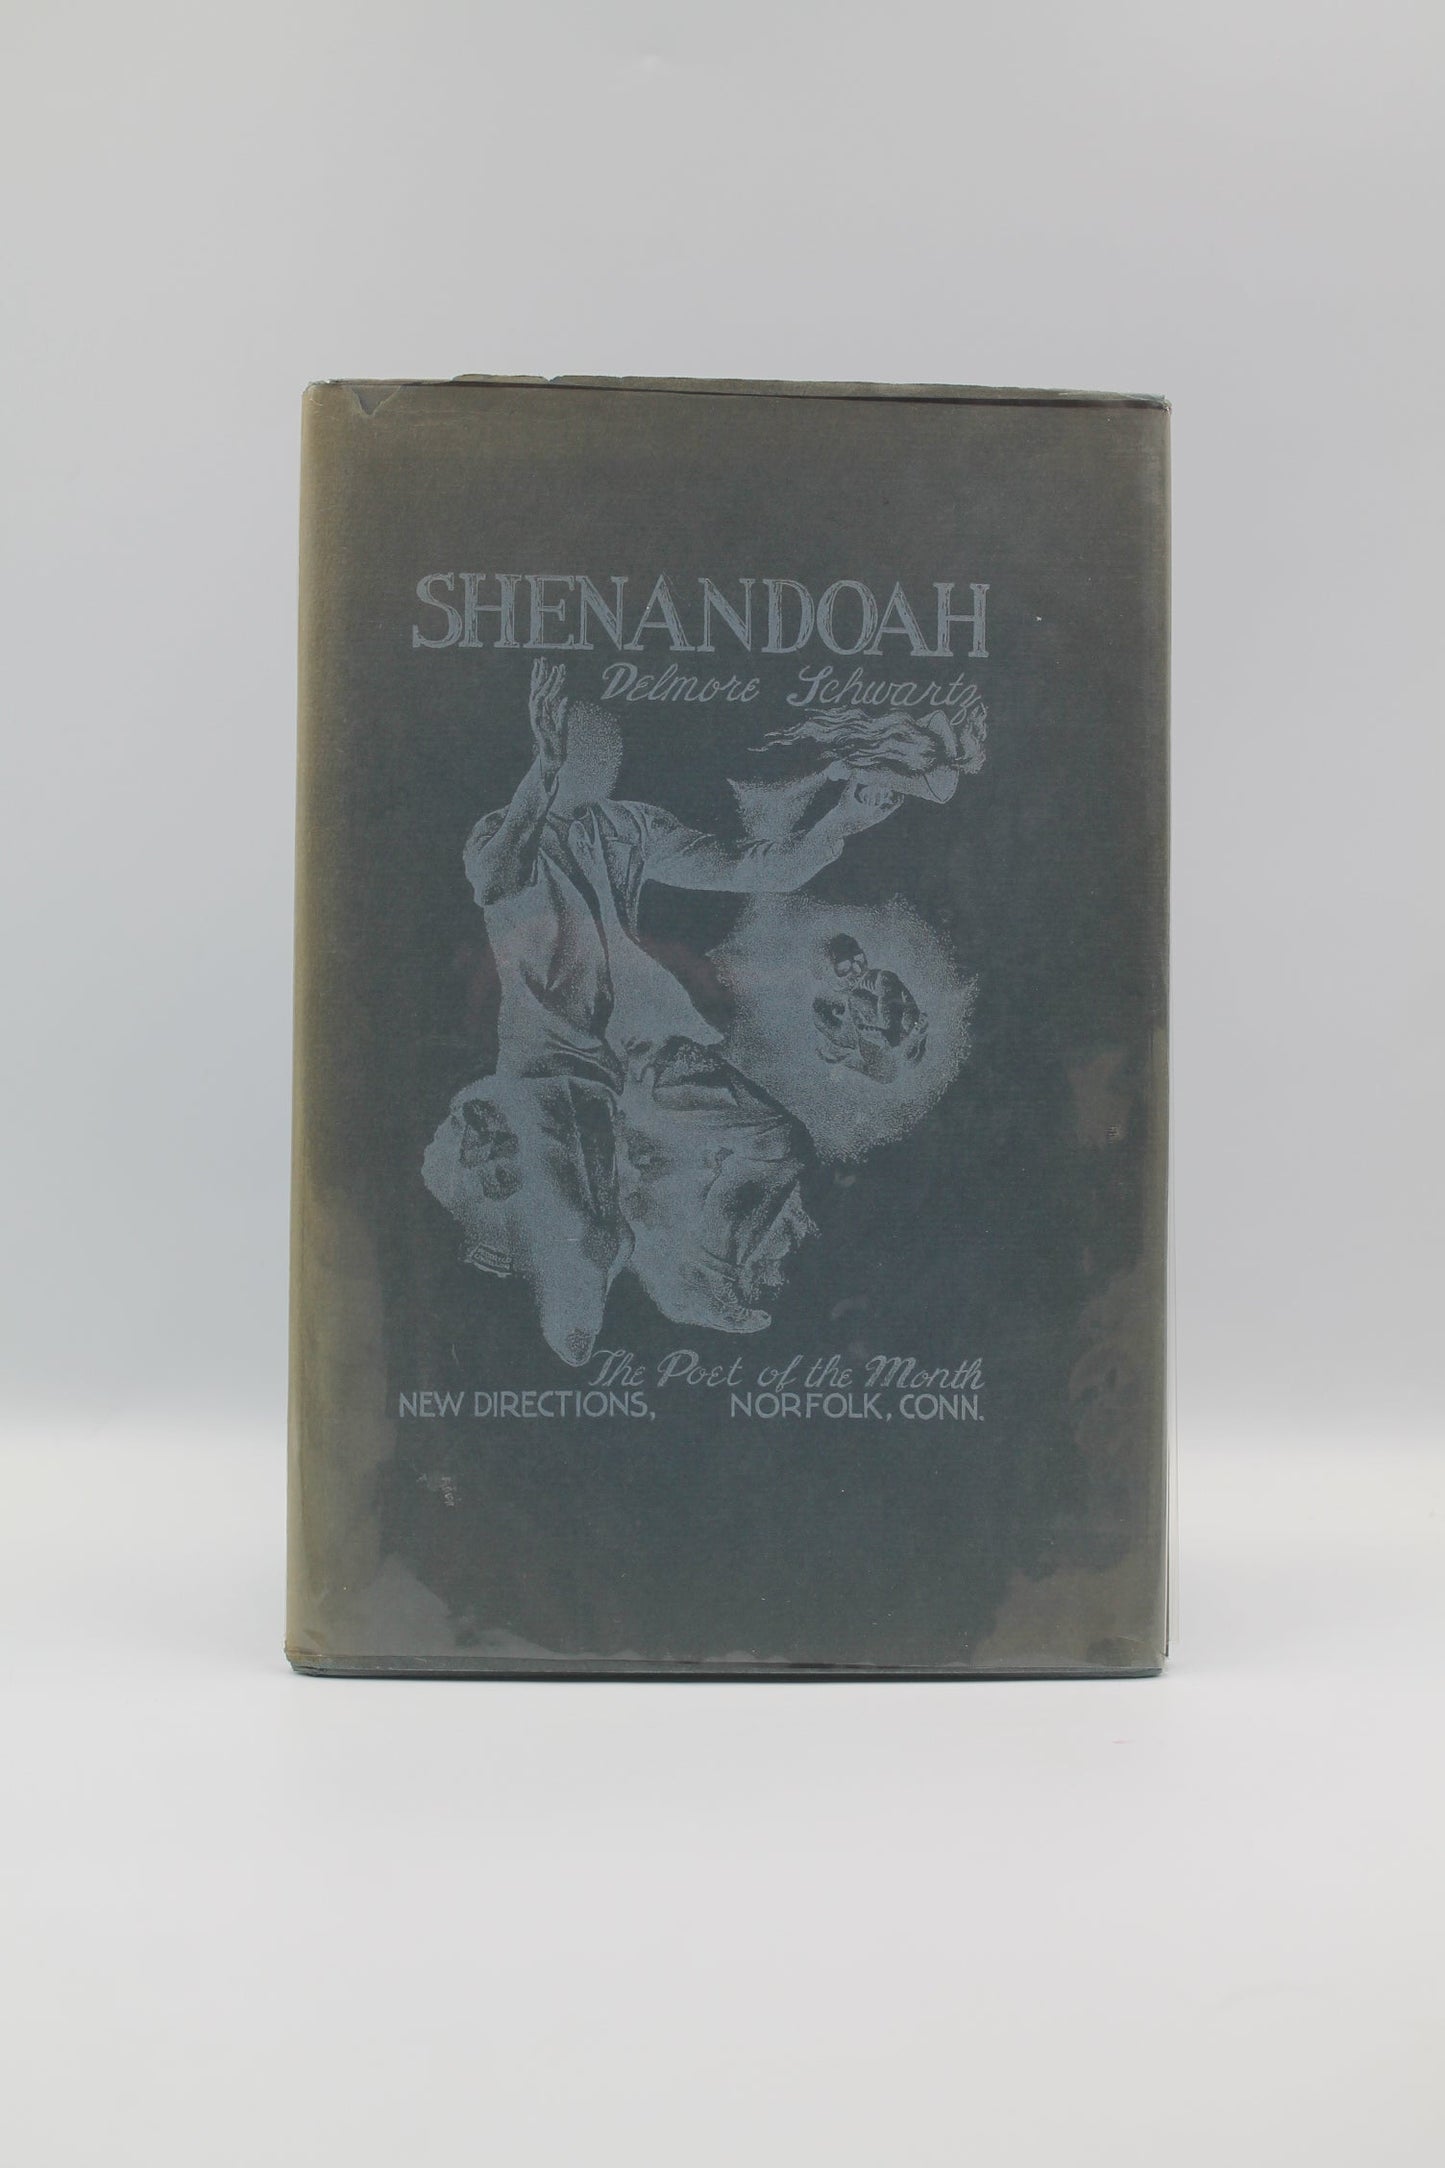 SHENANDOAH
Delmore Schwartz
The Poet of the Month
NEW DIRECTIONS, NORFOLK, CONN.